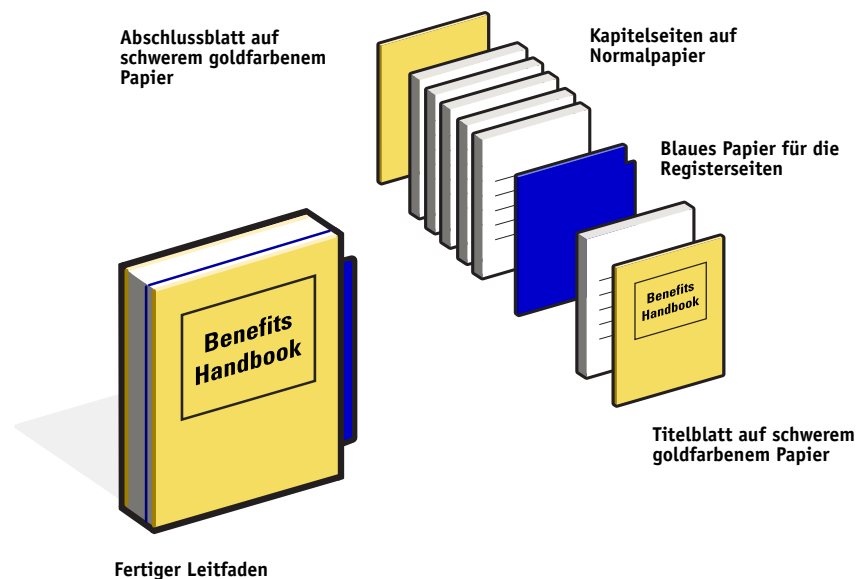 Abschlussblatt auf
schwerem goldfarbenem
Papier
Kapitelseiten auf
Normalpapier
Blaues Papier für die
Registerseiten
Benefits
Handbook
Benefits
Handbook
Titelblatt auf schwerem
goldfarbenem Papier
Fertiger Leitfaden